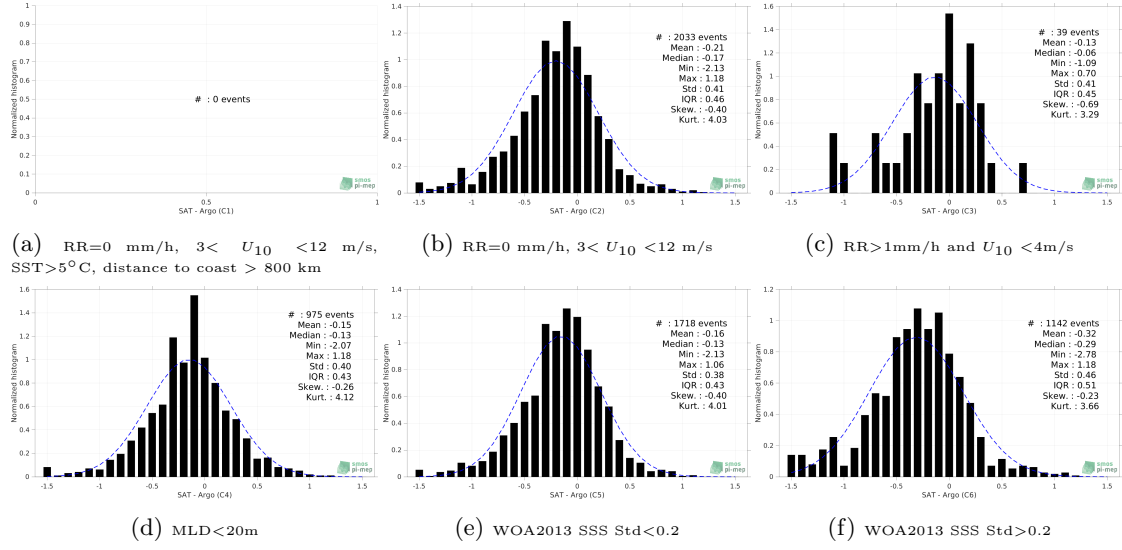 1
0.9
0.8
0.7
0.6
0.5
0.4
0.3
0.2
0.1
0
Normalized histogram
# : 0 events
smos
pi-mep
0 0.5 1
SAT - Argo (C1)
1.4
1.2
1
0.8
0.6
0.4
0.2
0
Normalized histogram
# : 2033 events
Mean : -0.21
Median : -0.17
Min : -2.13
Max : 1.18
Std : 0.41
IQR : 0.46
Skew. : -0.40
Kurt. : 4.03
smos
pi-mep
-1.5 -1 -0.5 0 0.5 1 1.5
SAT - Argo (C2)
1.6
1.4
1.2
1
0.8
0.6
0.4
0.2
0
Normalized histogram
# : 39 events
Mean : -0.13
Median : -0.06
Min : -1.09
Max : 0.70
Std : 0.41
IQR : 0.45
Skew. : -0.69
Kurt. : 3.29
smos
pi-mep
-1.5 -1 -0.5 0 0.5 1 1.5
SAT - Argo (C3)
(a) RR=0 mm/h, 3< U10 <12 m/s,
SST>5°C, distance to coast > 800 km
(b) RR=0 mm/h, 3< U10 <12 m/s
(c) RR>1mm/h and U10 <4m/s
1.6
1.4
1.2
1
0.8
0.6
0.4
0.2
0
Normalized histogram
# : 975 events
Mean : -0.15
Median : -0.13
Min : -2.07
Max : 1.18
Std : 0.40
IQR : 0.43
Skew. : -0.26
Kurt. : 4.12
smos
pi-mep
-1.5 -1 -0.5 0 0.5 1 1.5
SAT - Argo (C4)
1.4
1.2
1
0.8
0.6
0.4
0.2
0
Normalized histogram
# : 1718 events
Mean : -0.16
Median : -0.13
Min : -2.13
Max : 1.06
Std : 0.38
IQR : 0.43
Skew. : -0.40
Kurt. : 4.01
smos
pi-mep
-1.5 -1 -0.5 0 0.5 1 1.5
SAT - Argo (C5)
1.2
1
0.8
0.6
0.4
0.2
0
Normalized histogram
# : 1142 events
Mean : -0.32
Median : -0.29
Min : -2.78
Max : 1.18
Std : 0.46
IQR : 0.51
Skew. : -0.23
Kurt. : 3.66
smos
pi-mep
-1.5 -1 -0.5 0 0.5 1 1.5
SAT - Argo (C6)
(d) MLD<20m
(e) WOA2013 SSS Std<0.2
(f) WOA2013 SSS Std>0.2